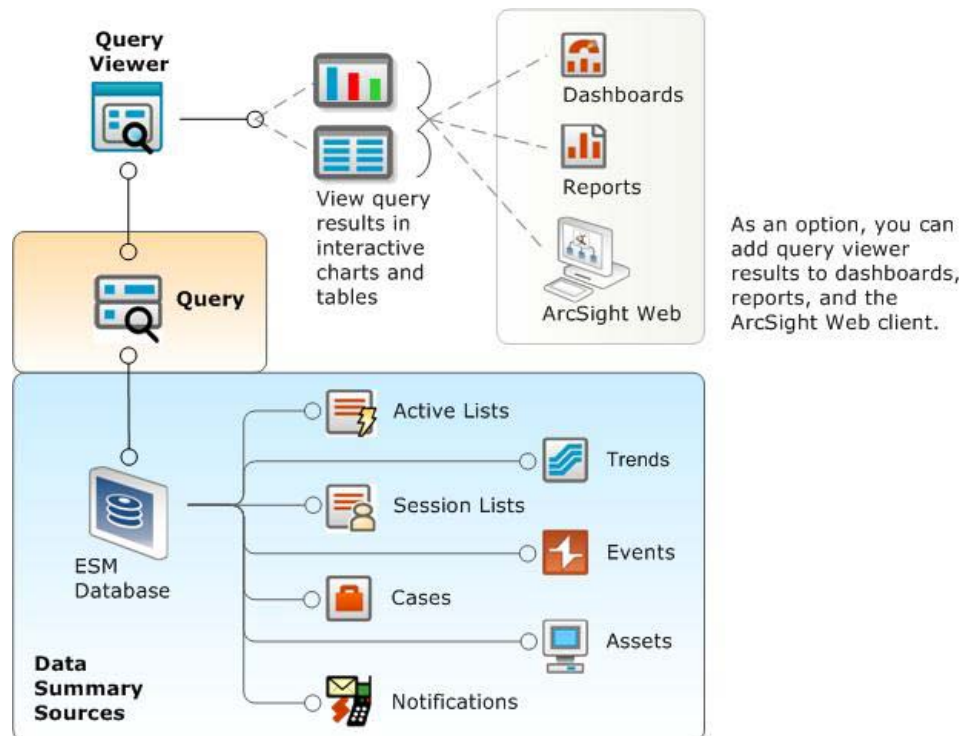 Query
Viewer
View query
results in
interactive
charts and
tables
Dashboards
Reports
ArcSight Web
As an option, you can
add query viewer
results to dashboards,
reports, and the
ArcSight Web client.
Query
ESM
Database
Active Lists
Trends
Session Lists
Events
Cases
Assets
Notifications
Data
Summary
Sources